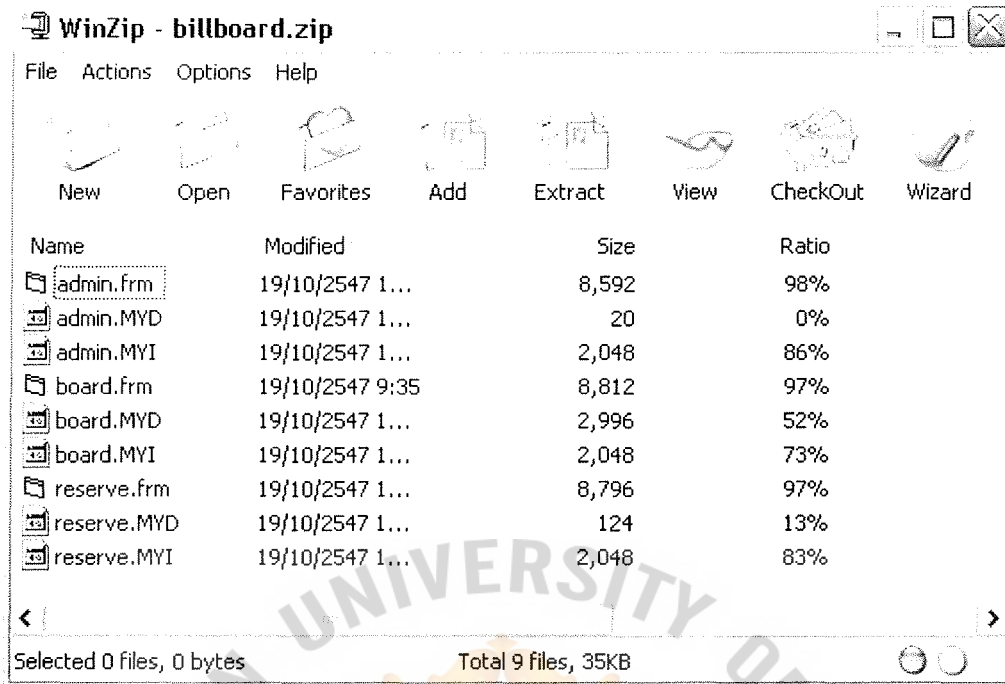 WinZip - billboard.zip
File Actions Options Help
New Open Favorites Add Extract View CheckOut Wizard
Name Modified Size Ratio
admin.frm 19/10/2547 1... 8,592 98%
admin.MYD 19/10/2547 1... 20 0%
admin.MYI 19/10/2547 1... 2,048 86%
board.frm 19/10/2547 9:35 8,812 97%
board.MYD 19/10/2547 1... 2,996 52%
board.MYI 19/10/2547 1... 2,048 73%
reserve.frm 19/10/2547 1... 8,796 97%
reserve.MYD 19/10/2547 1... 124 13%
reserve.MYI 19/10/2547 1... 2,048 83%
UNIVERSITY
Selected 0 files, 0 bytes Total 9 files, 35KB